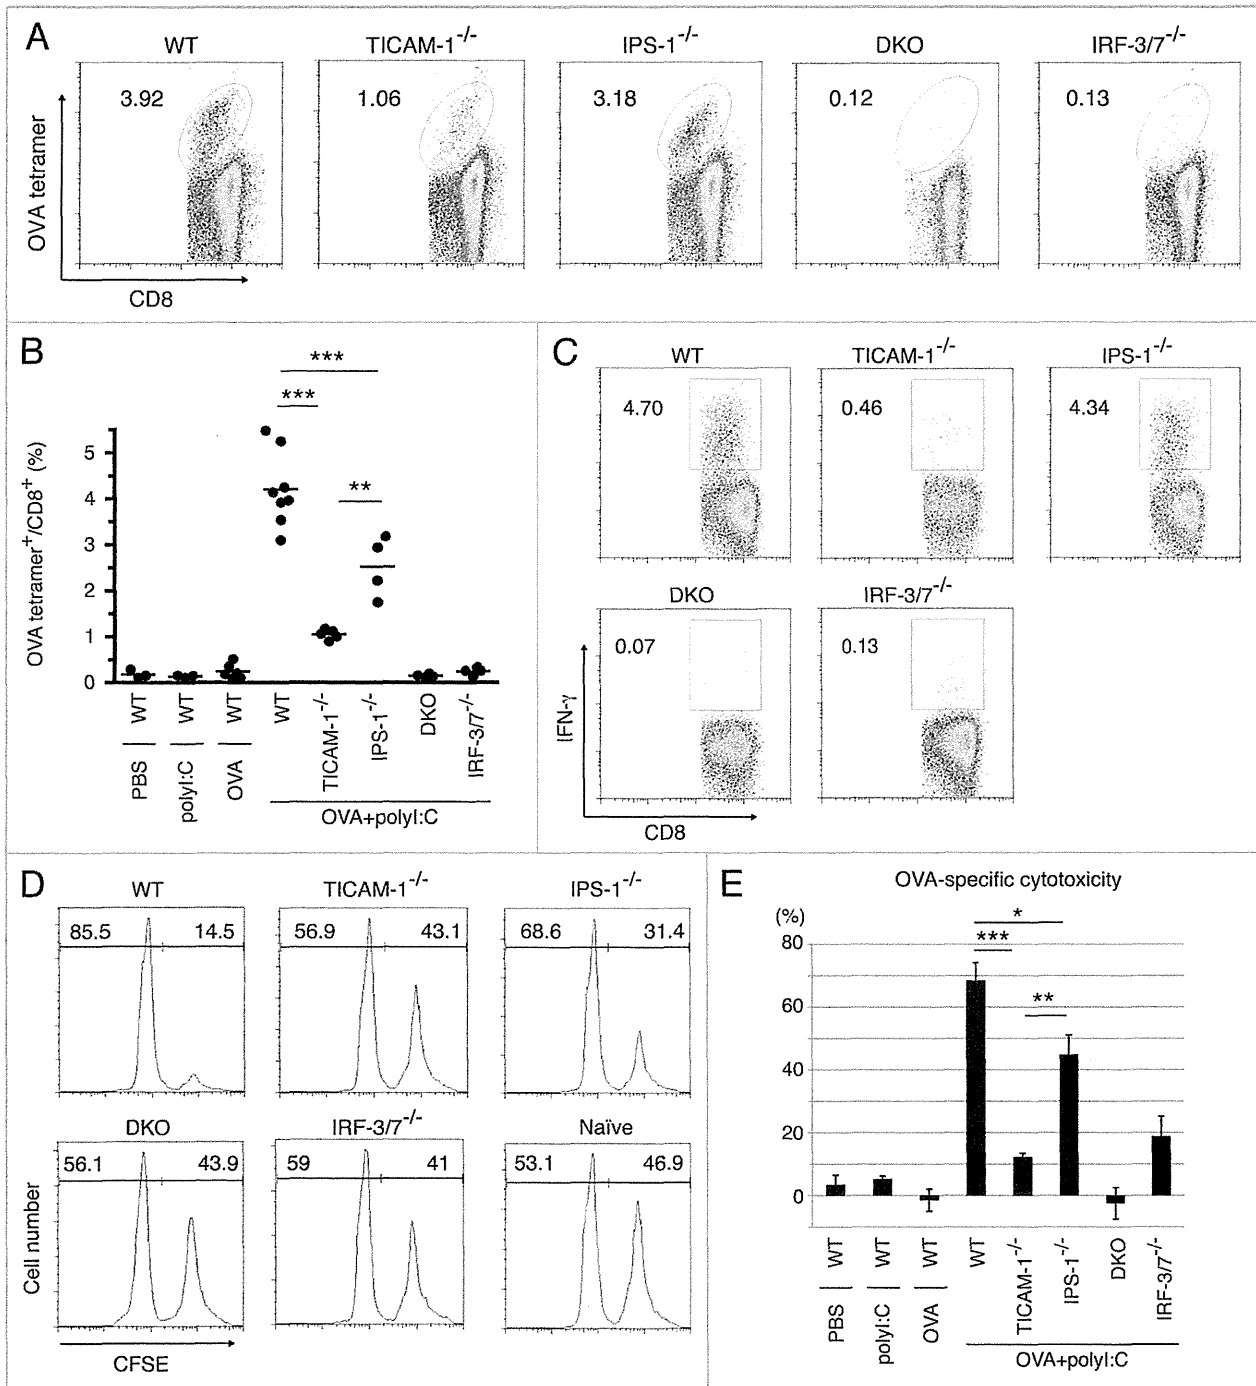 A
WT
TICAM-1-/-
IPS-1-/-
DKO
IRF-3/7-/-
3.92
1.06
3.18
0.12
0.13
OVA tetramer
CD8
B
***
***
**
OVA tetramer+/CD8+ (%)
5
4
3
2
1
0
WT
WT
WT
WT
TICAM-1-/-
IPS-1-/-
DKO
IRF-3/7-/-
PBS
polyI:C
OVA
OVA+polyI:C
C
WT
TICAM-1-/-
IPS-1-/-
4.70
0.46
4.34
DKO
IRF-3/7-/-
0.07
0.13
IFN-γ
CD8
D
WT
TICAM-1-/-
IPS-1-/-
85.5 14.5
56.9 43.1
68.6 31.4
DKO
IRF-3/7-/-
Naïve
56.1 43.9
59 41
53.1 46.9
Cell number
CFSE
E
OVA-specific cytotoxicity
(%)
*
***
**
80
60
40
20
0
WT
WT
WT
WT
TICAM-1-/-
IPS-1-/-
DKO
IRF-3/7-/-
PBS
polyI:C
OVA
OVA+polyI:C